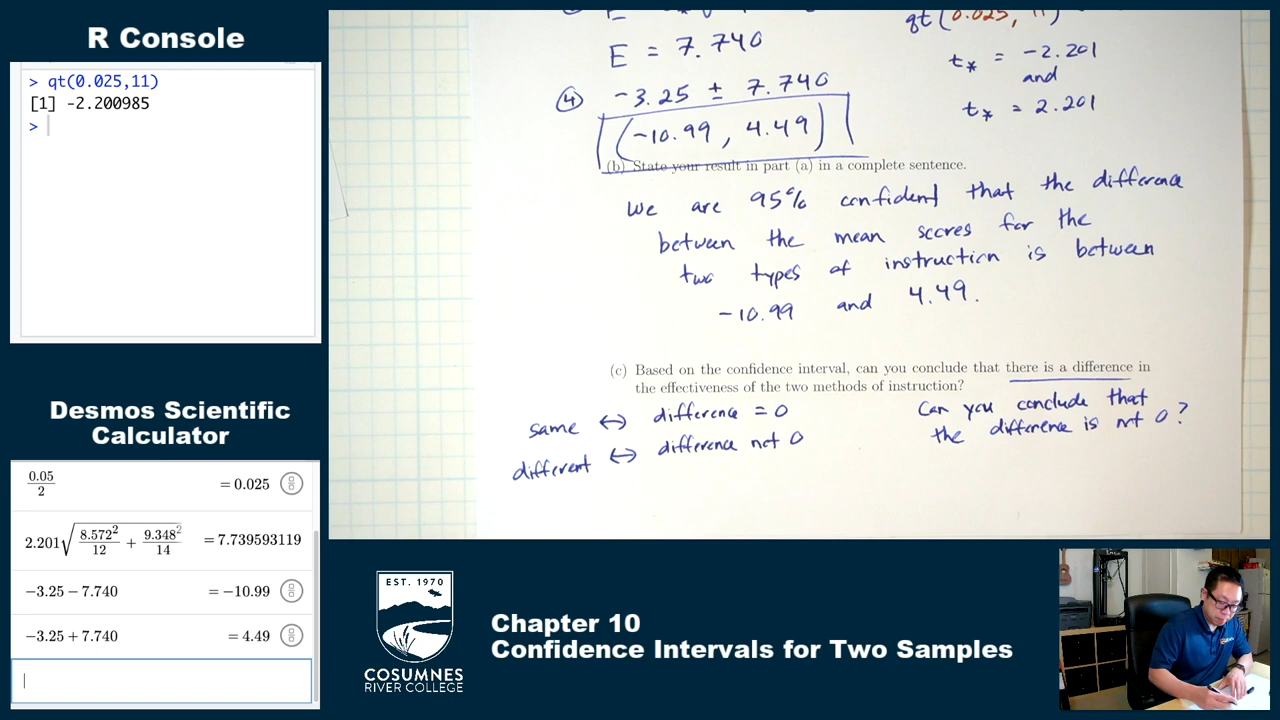 R Console
> qt(0.025,11)
[1] -2.200985
>
Desmos Scientific
Calculator
0.05/2 = 0.025
2.201√(8.572²/12 + 9.348²/14) = 7.739593119
−3.25 − 7.740 = −10.99
−3.25 + 7.740 = 4.49
qt(0.025, 11)
E = 7.740
t* = -2.201
and
t* = 2.201
④ -3.25 ± 7.740
(-10.99, 4.49)
(b) State your result in part (a) in a complete sentence.
We are 95% confident that the difference
between the mean scores for the
two types of instruction is between
-10.99 and 4.49.
(c) Based on the confidence interval, can you conclude that there is a difference in
the effectiveness of the two methods of instruction?
same ↔ difference = 0
different ↔ difference not 0
Can you conclude that
the difference is not 0?
EST. 1970
COSUMNES
RIVER COLLEGE
Chapter 10
Confidence Intervals for Two Samples